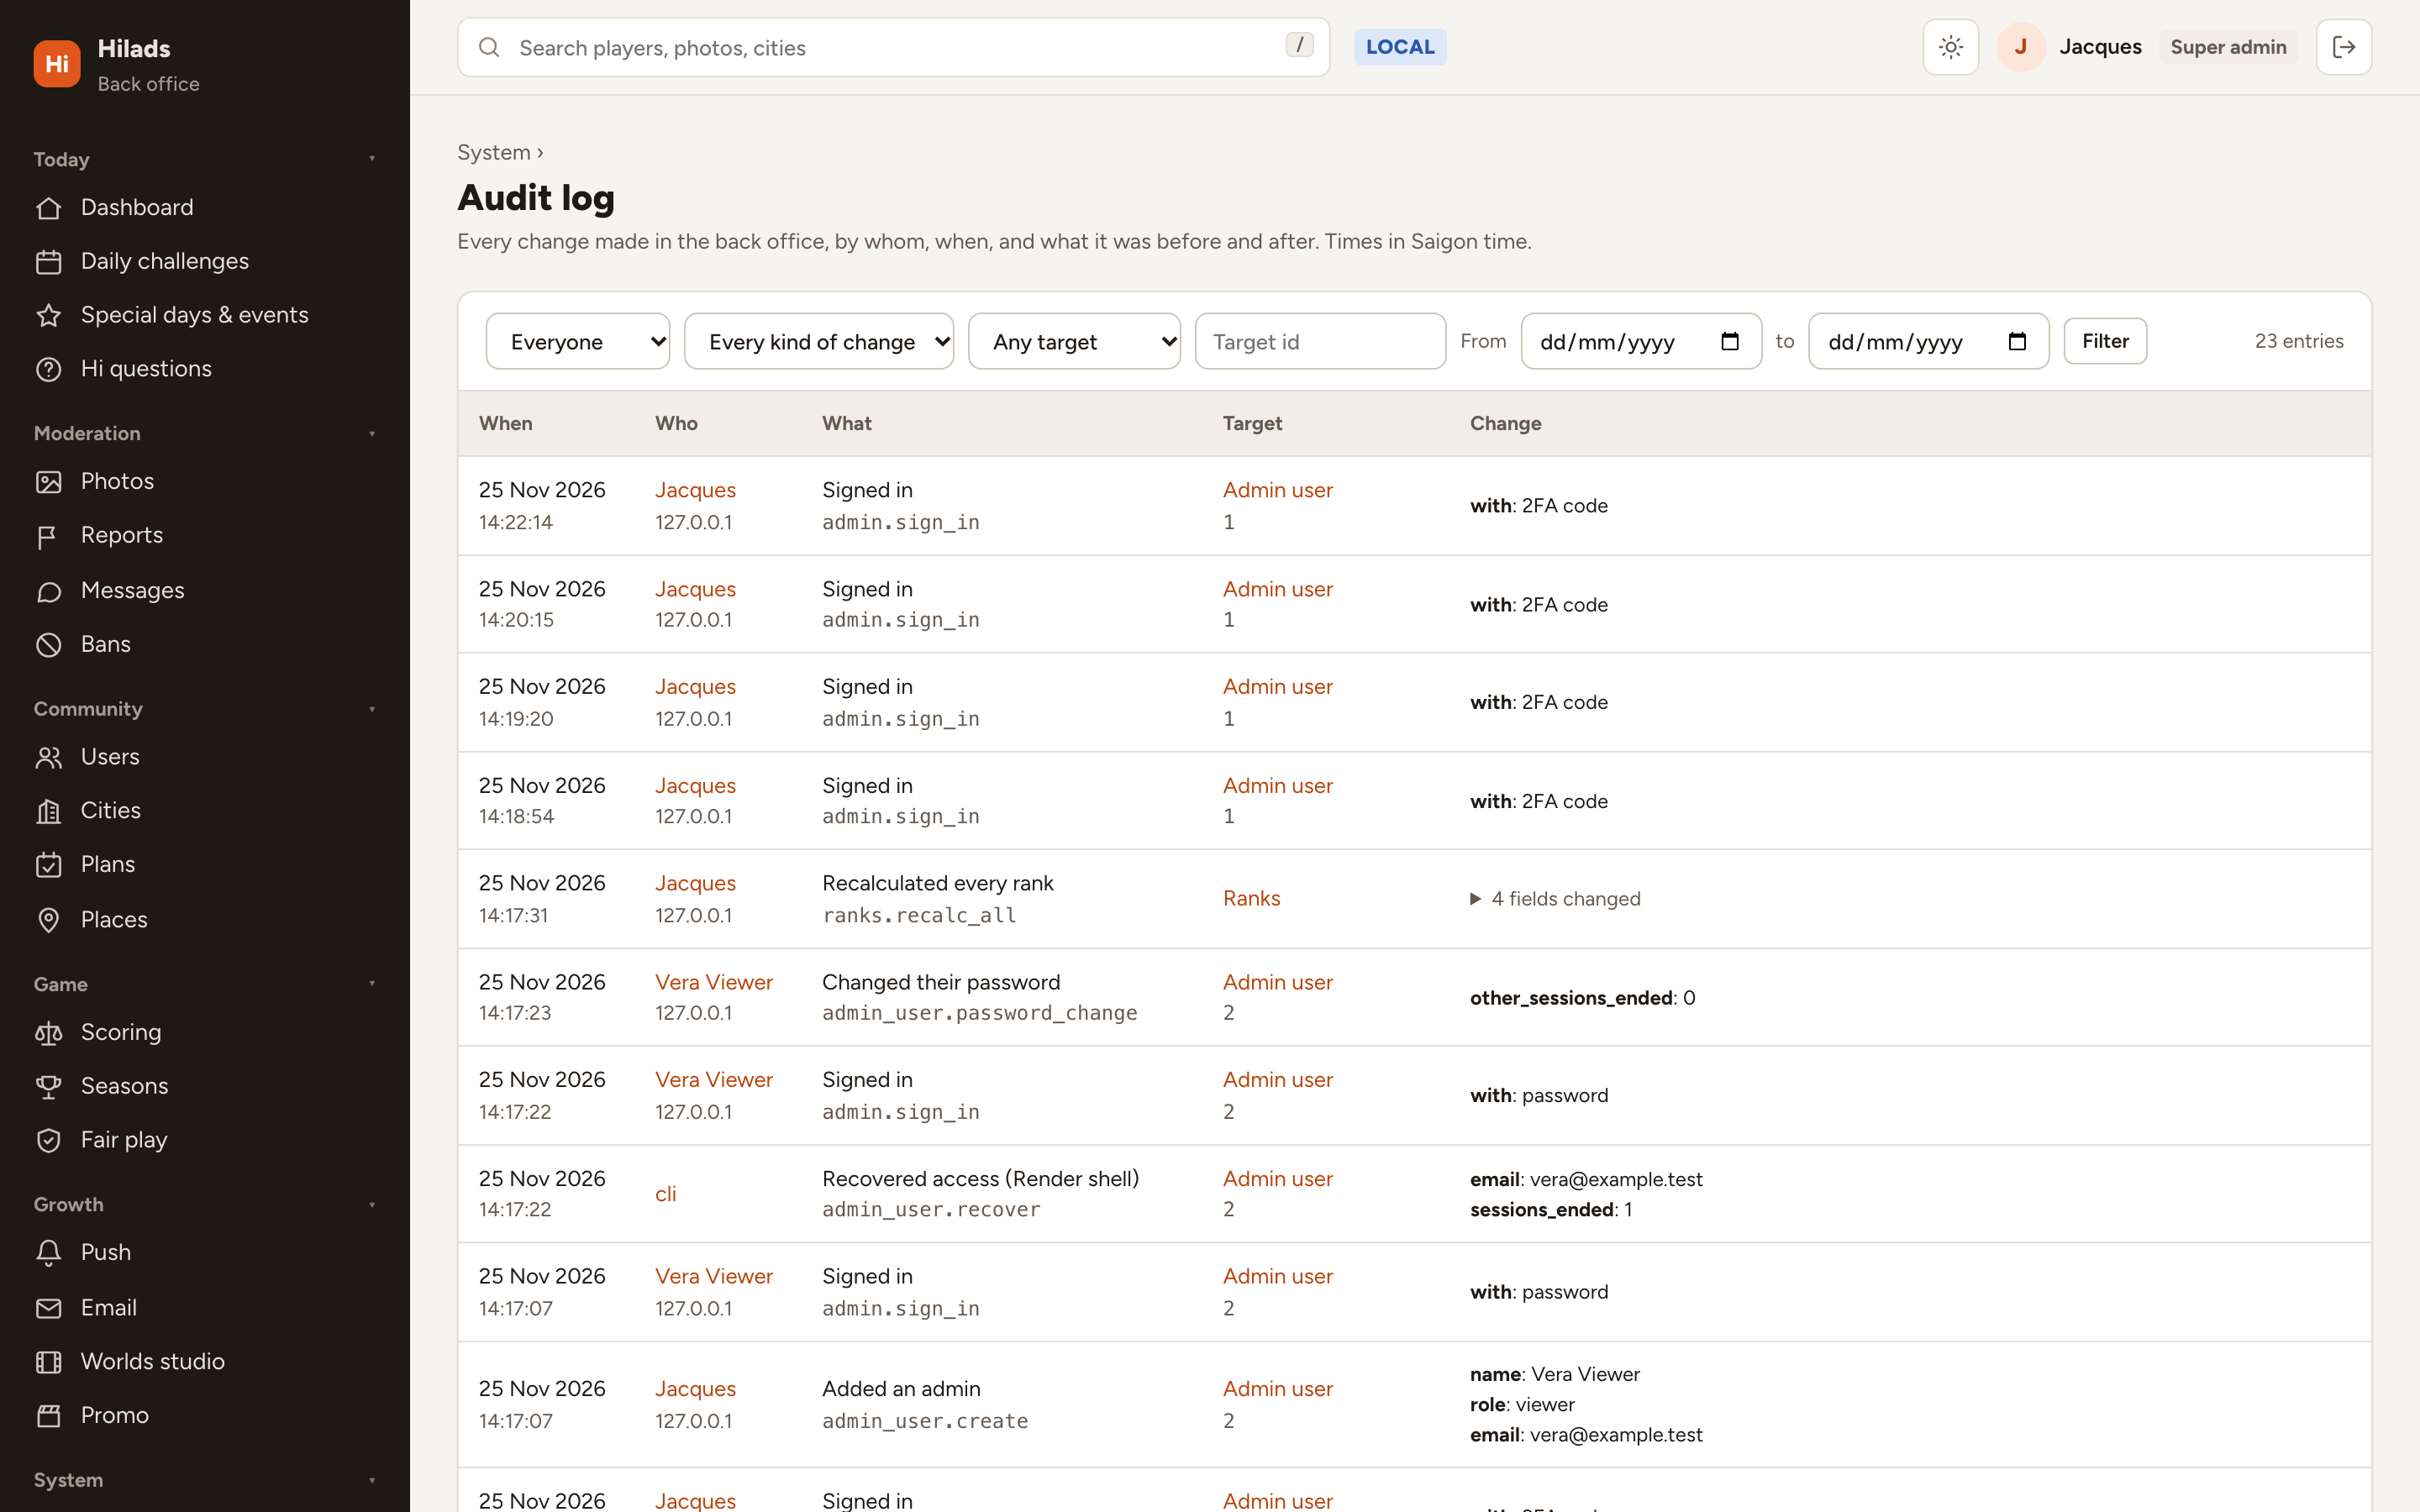 Hi
Hilads
Back office
Today
Dashboard
Daily challenges
Special days & events
Hi questions
Moderation
Photos
Reports
Messages
Bans
Community
Users
Cities
Plans
Places
Game
Scoring
Seasons
Fair play
Growth
Push
Email
Worlds studio
Promo
System
Search players, photos, cities /
LOCAL
J Jacques Super admin
System ›
Audit log
Every change made in the back office, by whom, when, and what it was before and after. Times in Saigon time.
Everyone Every kind of change Any target Target id From dd/mm/yyyy to dd/mm/yyyy Filter 23 entries
When Who What Target Change
25 Nov 2026 Jacques Signed in Admin user with: 2FA code
14:22:14 127.0.0.1 admin.sign_in 1
25 Nov 2026 Jacques Signed in Admin user with: 2FA code
14:20:15 127.0.0.1 admin.sign_in 1
25 Nov 2026 Jacques Signed in Admin user with: 2FA code
14:19:20 127.0.0.1 admin.sign_in 1
25 Nov 2026 Jacques Signed in Admin user with: 2FA code
14:18:54 127.0.0.1 admin.sign_in 1
25 Nov 2026 Jacques Recalculated every rank Ranks 4 fields changed
14:17:31 127.0.0.1 ranks.recalc_all
25 Nov 2026 Vera Viewer Changed their password Admin user other_sessions_ended: 0
14:17:23 127.0.0.1 admin_user.password_change 2
25 Nov 2026 Vera Viewer Signed in Admin user with: password
14:17:22 127.0.0.1 admin.sign_in 2
25 Nov 2026 cli Recovered access (Render shell) Admin user email: vera@example.test
14:17:22 admin_user.recover 2 sessions_ended: 1
25 Nov 2026 Vera Viewer Signed in Admin user with: password
14:17:07 127.0.0.1 admin.sign_in 2
name: Vera Viewer
25 Nov 2026 Jacques Added an admin Admin user role: viewer
14:17:07 127.0.0.1 admin_user.create 2 email: vera@example.test
25 Nov 2026 Jacques Signed in Admin user